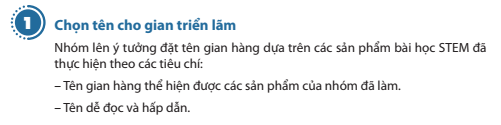 1 Chọn tên cho gian triển lãm
Nhóm lên ý tưởng đặt tên gian hàng dựa trên các sản phẩm bài học STEM đã
thực hiện theo các tiêu chí:
– Tên gian hàng thể hiện được các sản phẩm của nhóm đã làm.
– Tên dễ đọc và hấp dẫn.